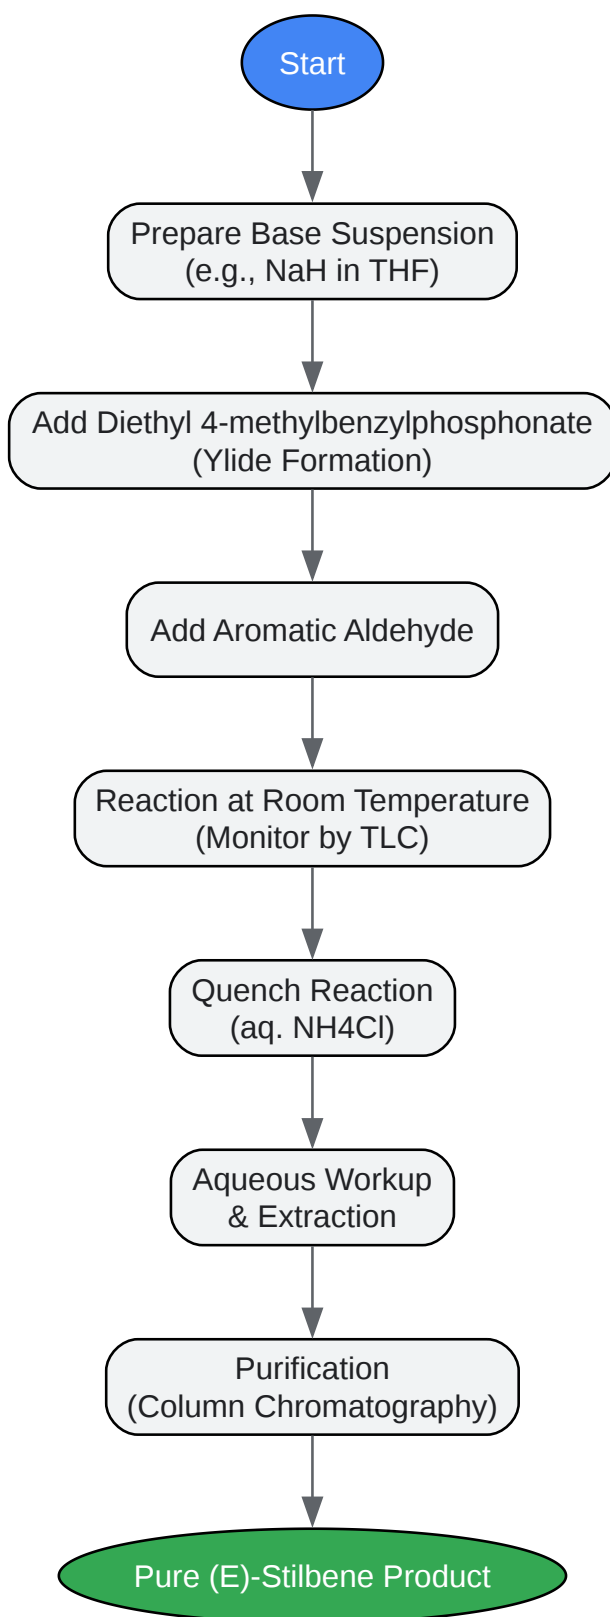 Start
Prepare Base Suspension
(e.g., NaH in THF)
Add Diethyl 4-methylbenzylphosphonate
(Ylide Formation)
Add Aromatic Aldehyde
Reaction at Room Temperature
(Monitor by TLC)
Quench Reaction
(aq. NH4Cl)
Aqueous Workup
& Extraction
Purification
(Column Chromatography)
Pure (E)-Stilbene Product